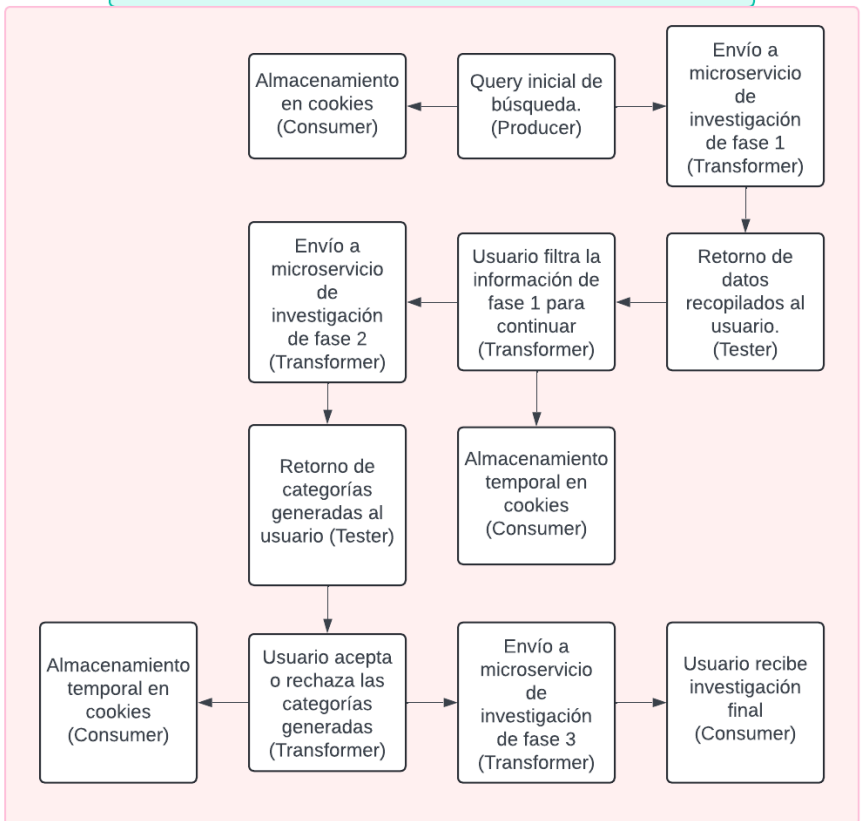 Almacenamiento
en cookies
(Consumer)
Query inicial de
búsqueda.
(Producer)
Envío a
microservicio
de
investigación
de fase 1
(Transformer)
Envío a
microservicio
de
investigación
de fase 2
(Transformer)
Usuario filtra la
información de
fase 1 para
continuar
(Transformer)
Retorno de
datos
recopilados al
usuario.
(Tester)
Retorno de
categorías
generadas al
usuario (Tester)
Almacenamiento
temporal en
cookies
(Consumer)
Almacenamiento
temporal en
cookies
(Consumer)
Usuario acepta
o rechaza las
categorías
generadas
(Transformer)
Envío a
microservicio
de
investigación
de fase 3
(Transformer)
Usuario recibe
investigación
final
(Consumer)